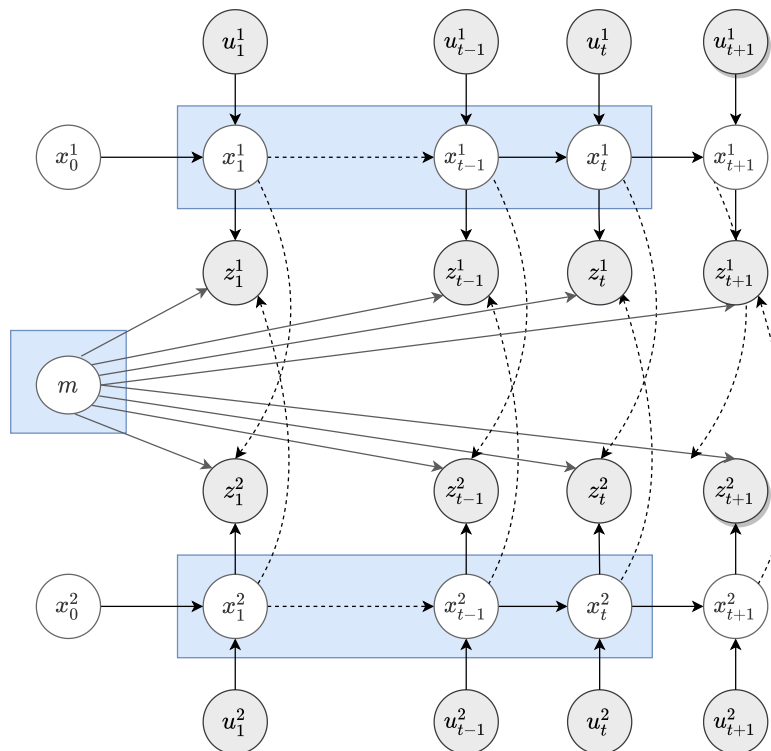 u_1^1 u_{t-1}^1 u_t^1 u_{t+1}^1
x_0^1 x_1^1 x_{t-1}^1 x_t^1 x_{t+1}^1
z_1^1 z_{t-1}^1 z_t^1 z_{t+1}^1
m
z_1^2 z_{t-1}^2 z_t^2 z_{t+1}^2
x_0^2 x_1^2 x_{t-1}^2 x_t^2 x_{t+1}^2
u_1^2 u_{t-1}^2 u_t^2 u_{t+1}^2